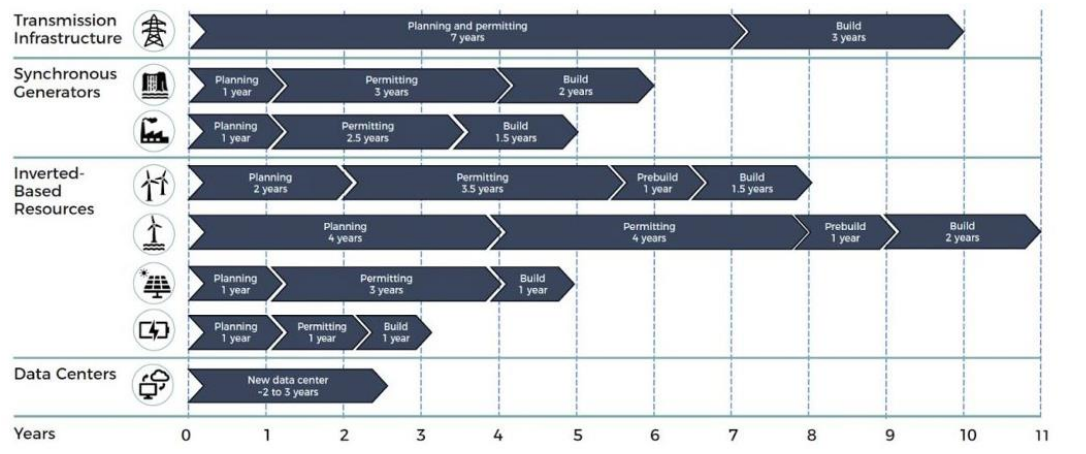 Transmission
Infrastructure
Planning and permitting
7 years
Build
3 years
Synchronous
Generators
Planning
1 year
Permitting
3 years
Build
2 years
Planning
1 year
Permitting
2.5 years
Build
1.5 years
Inverted-
Based
Resources
Planning
2 years
Permitting
3.5 years
Prebuild
1 year
Build
1.5 years
Planning
4 years
Permitting
4 years
Prebuild
1 year
Build
2 years
Planning
1 year
Permitting
3 years
Build
1 year
Planning
1 year
Permitting
1 year
Build
1 year
Data Centers
New data center
~2 to 3 years
Years 0 1 2 3 4 5 6 7 8 9 10 11